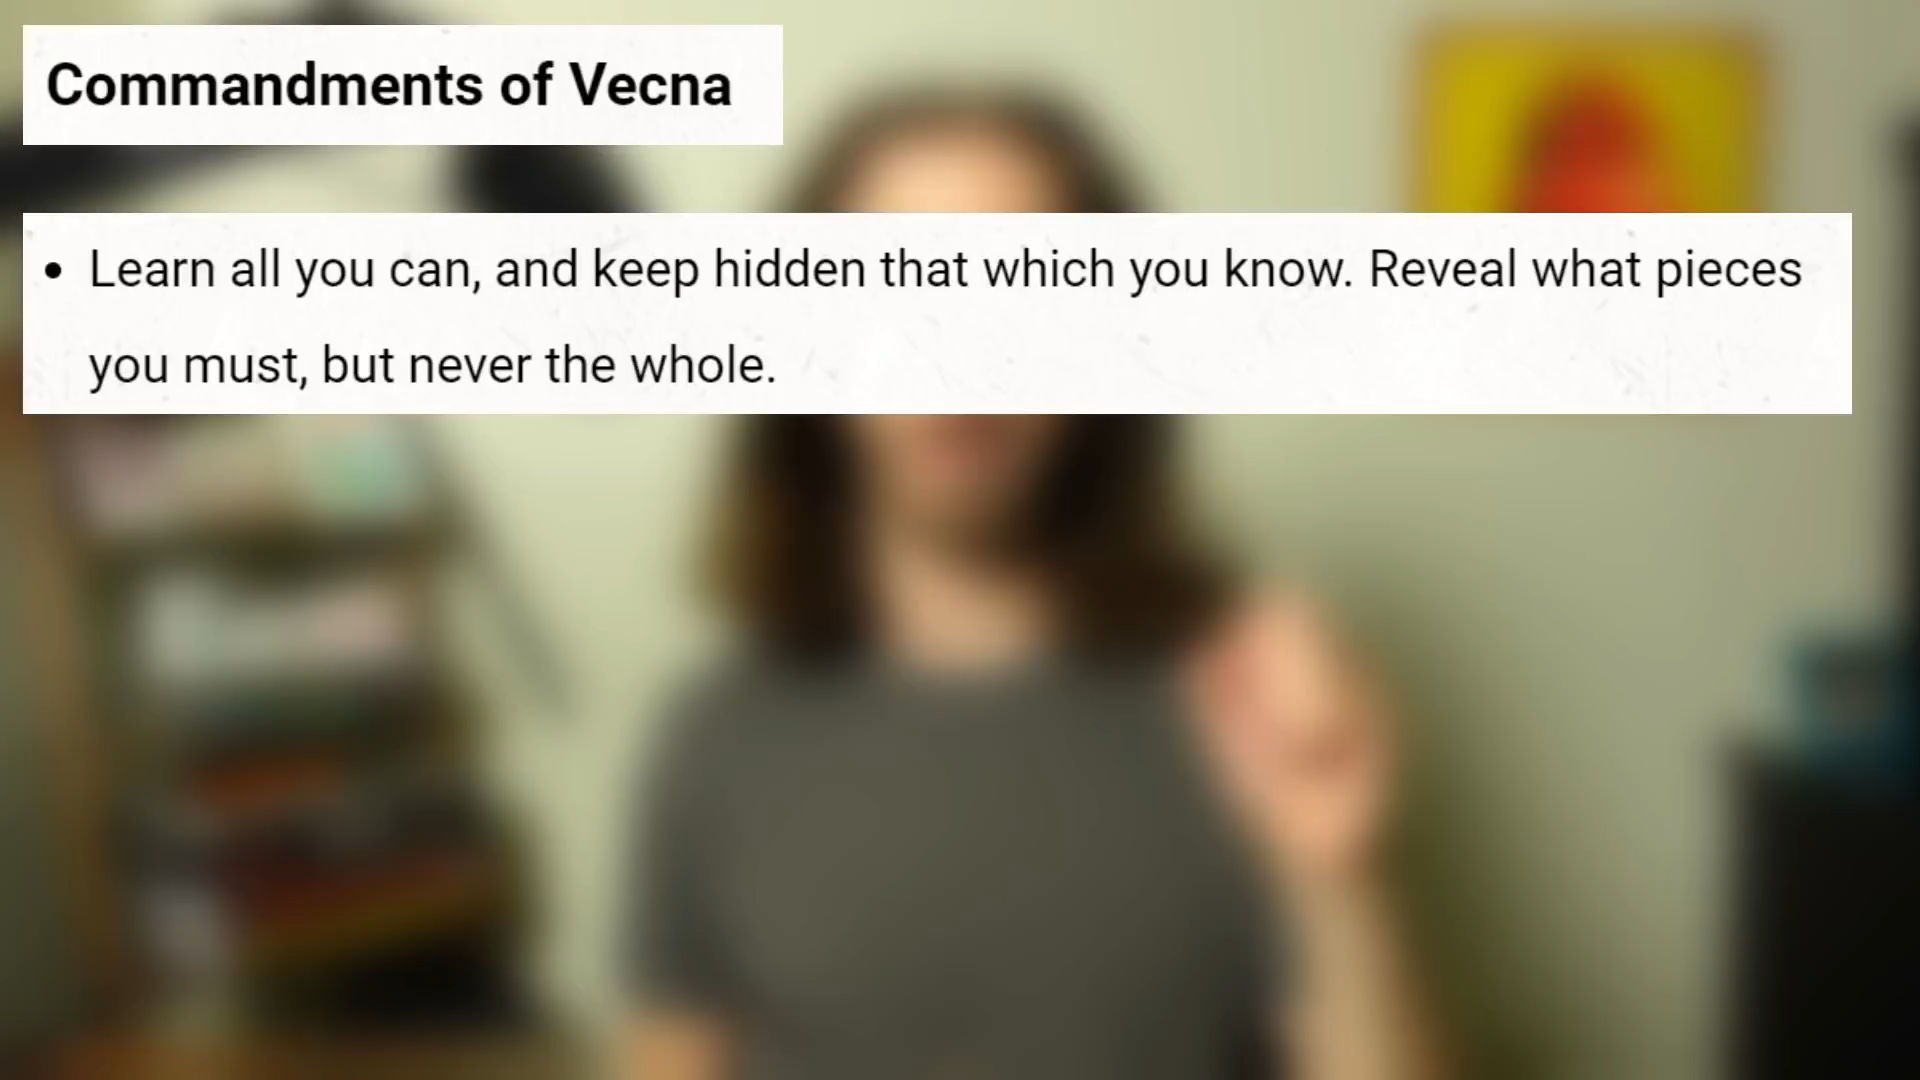 Commandments of Vecna
• Learn all you can, and keep hidden that which you know. Reveal what pieces
you must, but never the whole.